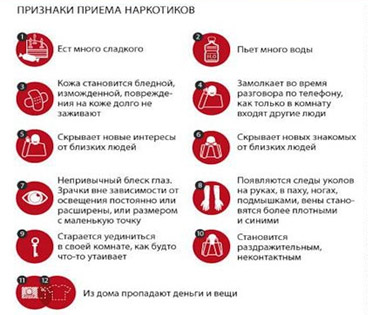 ПРИЗНАКИ ПРИЕМА НАРКОТИКОВ
1 Ест много сладкого
2 Пьет много воды
3 Кожа становится бледной,
изможденной, поврежде-
ния на коже долго не
заживают
4 Замолкает во время
разговора по телефону,
как только в комнату
входят другие люди
5 Скрывает новые интересы
от близких людей
6 Скрывает новых знакомых
от близких людей
7 Непривычный блеск глаз.
Зрачки вне зависимости от
освещения постоянно или
расширены, или размером
с маленькую точку
8 Появляются следы уколов
на руках, в паху, ногах,
подмышками, вены стано-
вятся более плотными
и синими
9 Старается уединиться
в своей комнате, как будто
что-то утаивает
10 Становится
раздражительным,
неконтактным
11 12 Из дома пропадают деньги и вещи